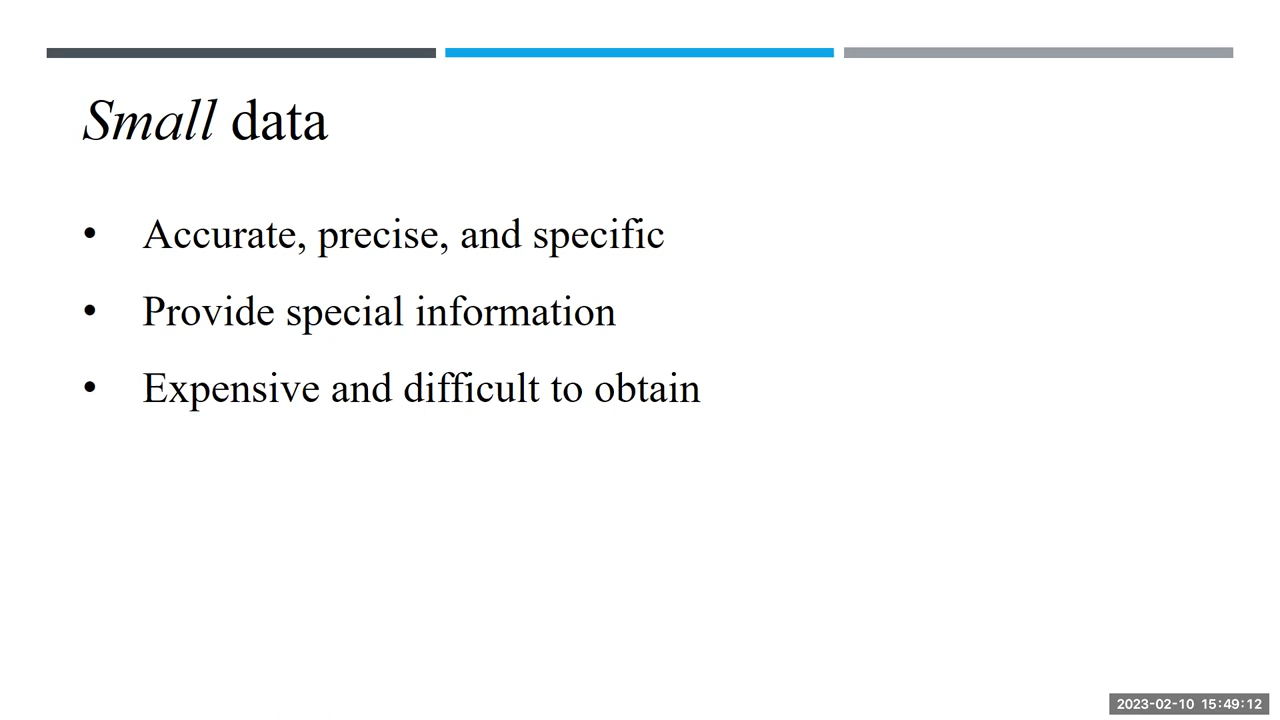 Small data
• Accurate, precise, and specific
• Provide special information
• Expensive and difficult to obtain
2023-02-10 15:49:12